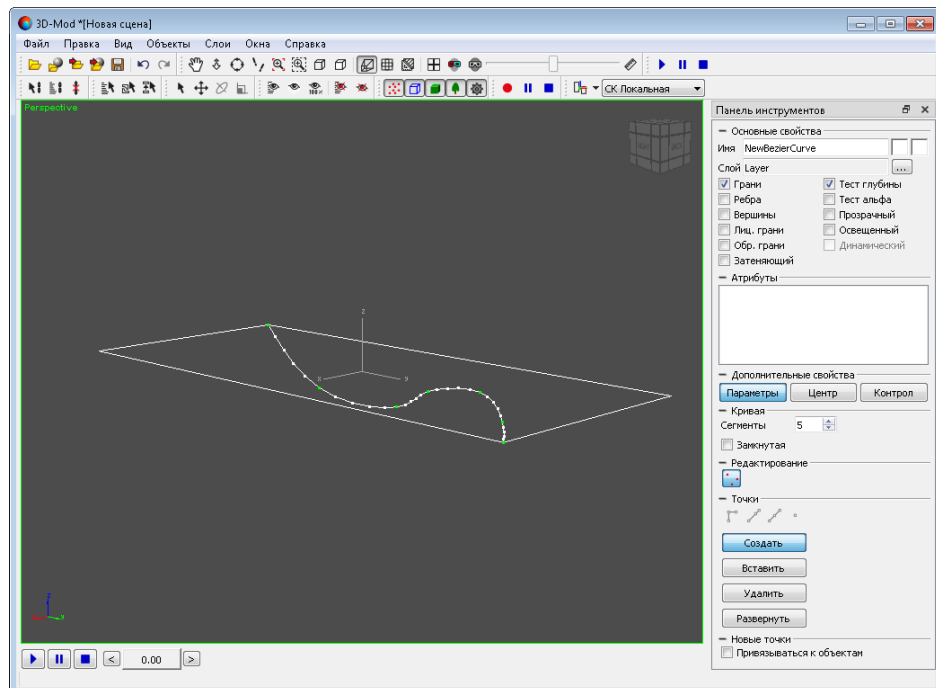 3D-Mod *[Новая сцена]
Файл Правка Вид Объекты Слои Окна Справка
100%
СК Локальная
Perspective
Панель инструментов
Основные свойства
Имя NewBezierCurve
Слой Layer ...
Грани Тест глубины
Ребра Тест альфа
Вершины Прозрачный
Лиц. грани Освещенный
Обр. грани Динамический
Затеняющий
Атрибуты
z
x y
Дополнительные свойства
Параметры Центр Контрол
Кривая
Сегменты 5
Замкнутая
Редактирование
Точки
Создать
Вставить
Удалить
Развернуть
Новые точки
Привязываться к объектам
z
y
< 0.00 >